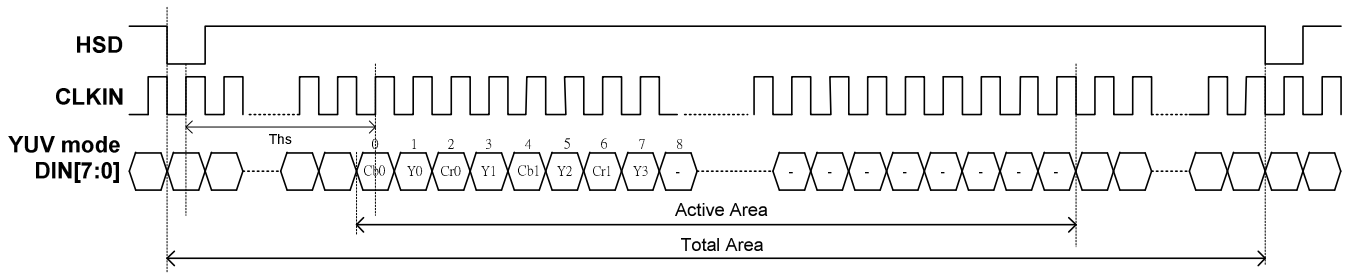 HSD
CLKIN
Ths
YUV mode
DIN[7:0]
0 1 2 3 4 5 6 7 8
Cb0 Y0 Cr0 Y1 Cb1 Y2 Cr1 Y3 - - - - - - - - -
Active Area
Total Area